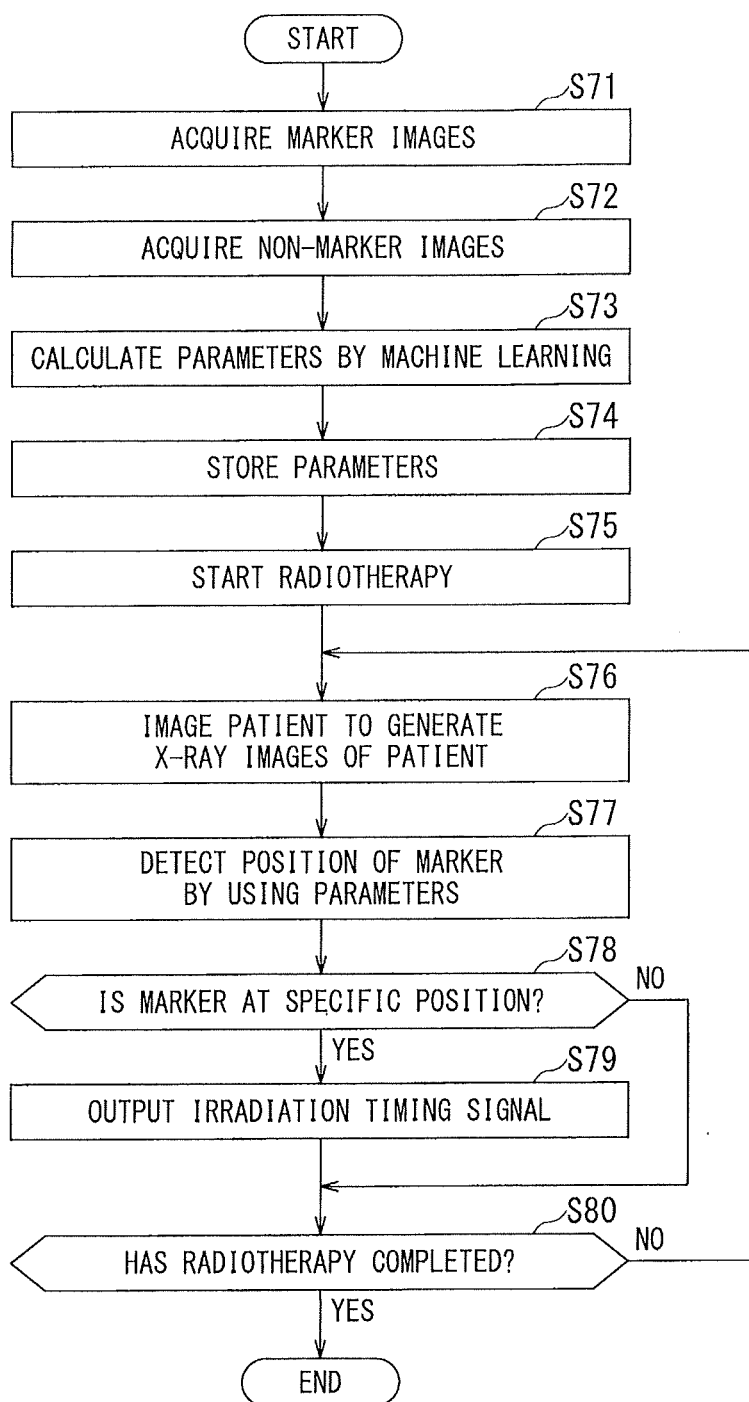 START
S71
ACQUIRE MARKER IMAGES
S72
ACQUIRE NON-MARKER IMAGES
S73
CALCULATE PARAMETERS BY MACHINE LEARNING
S74
STORE PARAMETERS
S75
START RADIOTHERAPY
S76
IMAGE PATIENT TO GENERATE
X-RAY IMAGES OF PATIENT
S77
DETECT POSITION OF MARKER
BY USING PARAMETERS
S78
IS MARKER AT SPECIFIC POSITION?
NO
YES
S79
OUTPUT IRRADIATION TIMING SIGNAL
S80
HAS RADIOTHERAPY COMPLETED?
NO
YES
END